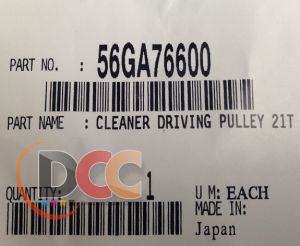 PART NO. : 56GA76600
PART NAME : CLEANER DRIVING PULLEY 21T
DCC
QUANTITY: 1 U M: EACH
MADE IN:
Japan